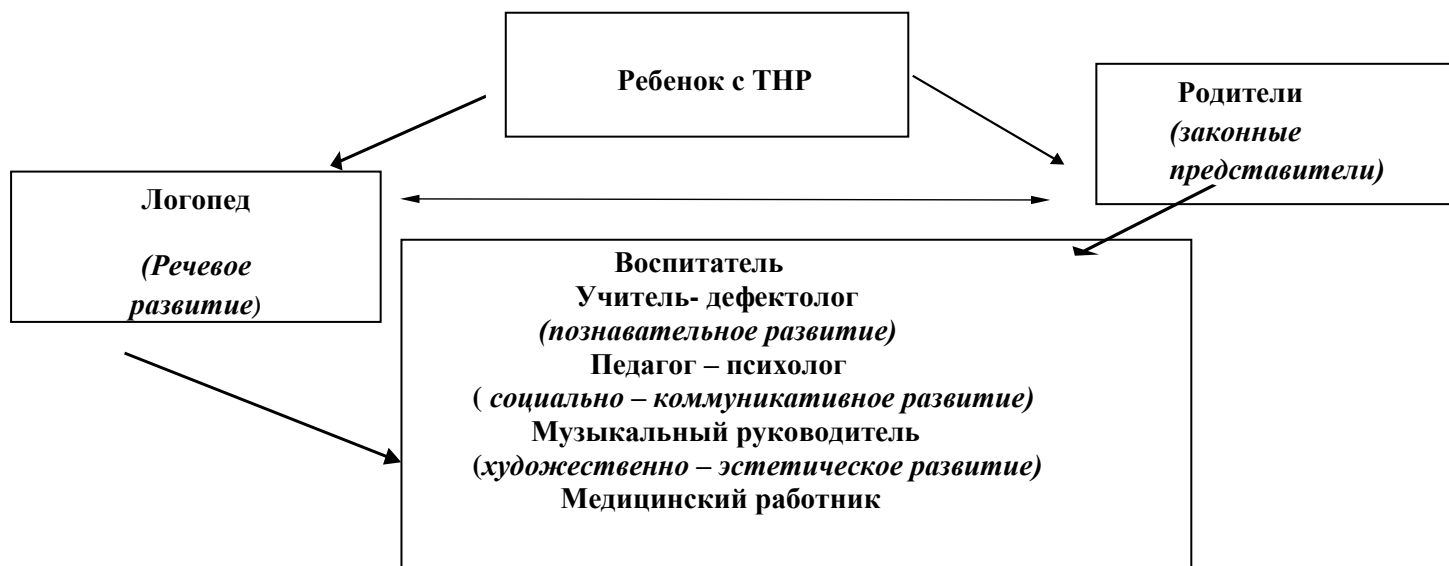 Ребенок с ТНР
Родители
(законные
представители)
Логопед
(Речевое
развитие)
Воспитатель
Учитель- дефектолог
(познавательное развитие)
Педагог – психолог
( социально – коммуникативное развитие)
Музыкальный руководитель
(художественно – эстетическое развитие)
Медицинский работник